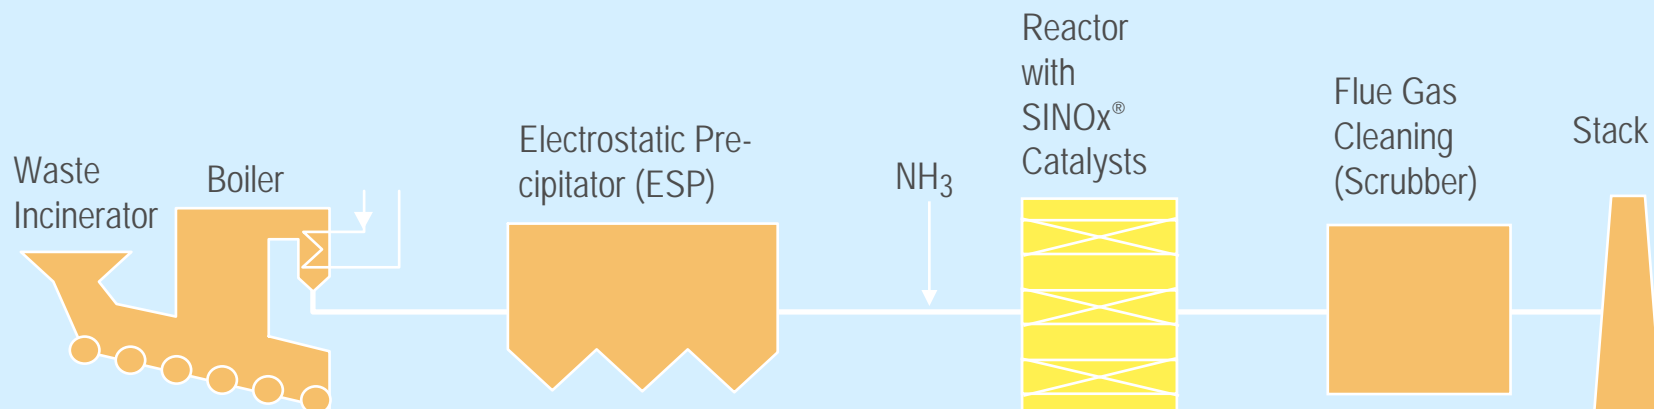 Waste
Incinerator
Boiler
Electrostatic Pre-
cipitator (ESP)
NH₃
Reactor
with
SINOx®
Catalysts
Flue Gas
Cleaning
(Scrubber)
Stack